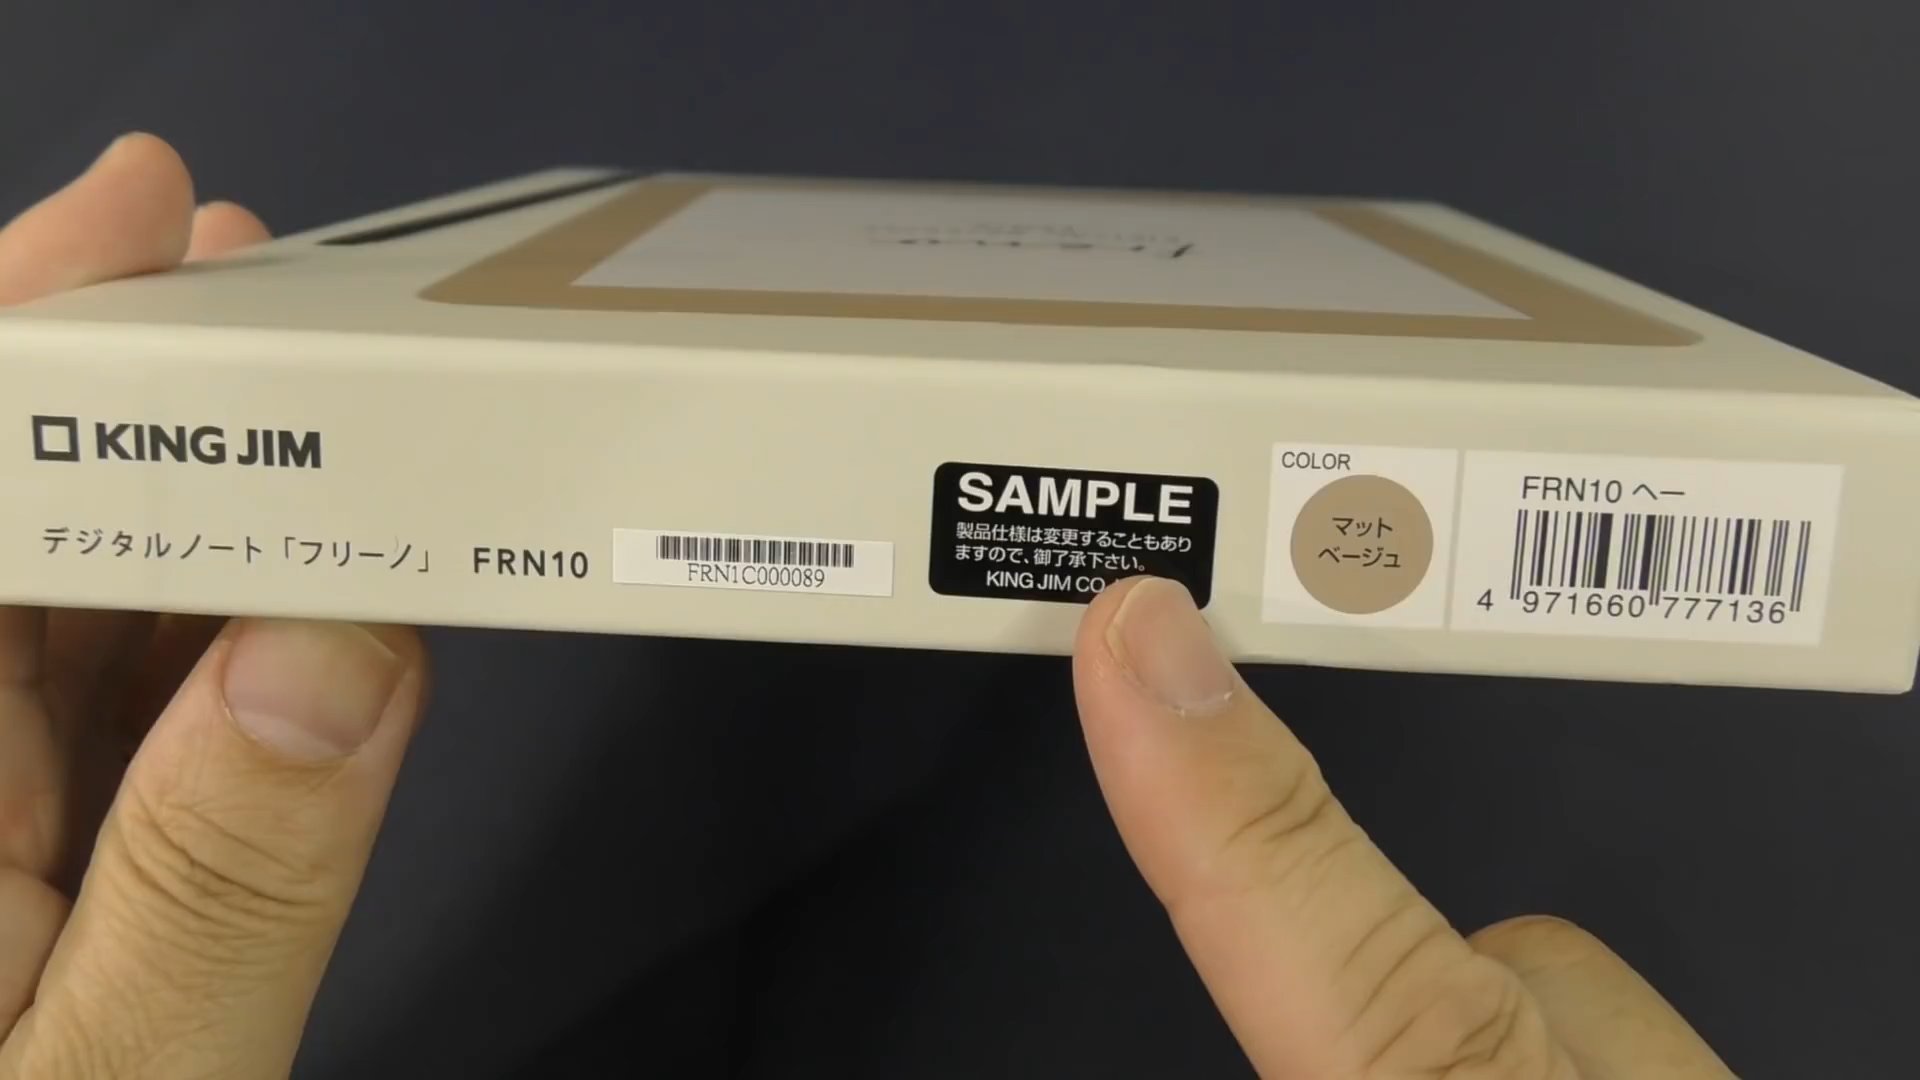 KING JIM
デジタルノート「フリーノ」 FRN10
FRN1C000089
SAMPLE
製品仕様は変更することもあり
ますので、御了承下さい。
KING JIM CO
COLOR
マット
ベージュ
FRN10 ヘー
4 971660 777136
freno